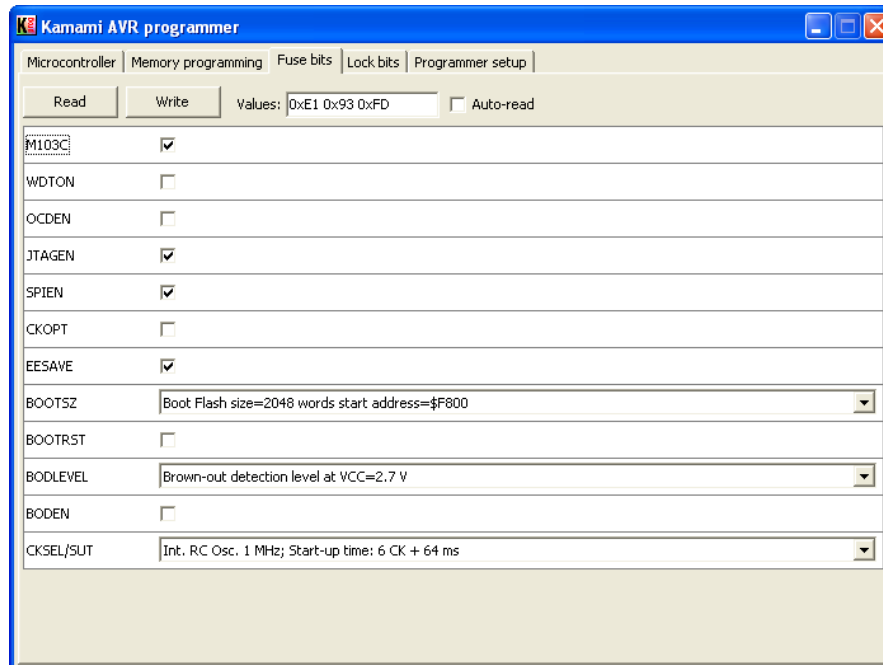 Kamami AVR programmer
Microcontroller Memory programming Fuse bits Lock bits Programmer setup
Read Write Values: 0xE1 0x93 0xFD Auto-read
M103C
WDTON
OCDEN
JTAGEN
SPIEN
CKOPT
EESAVE
BOOTSZ Boot Flash size=2048 words start address=$F800
BOOTRST
BODLEVEL Brown-out detection level at VCC=2.7 V
BODEN
CKSEL/SUT Int. RC Osc. 1 MHz; Start-up time: 6 CK + 64 ms